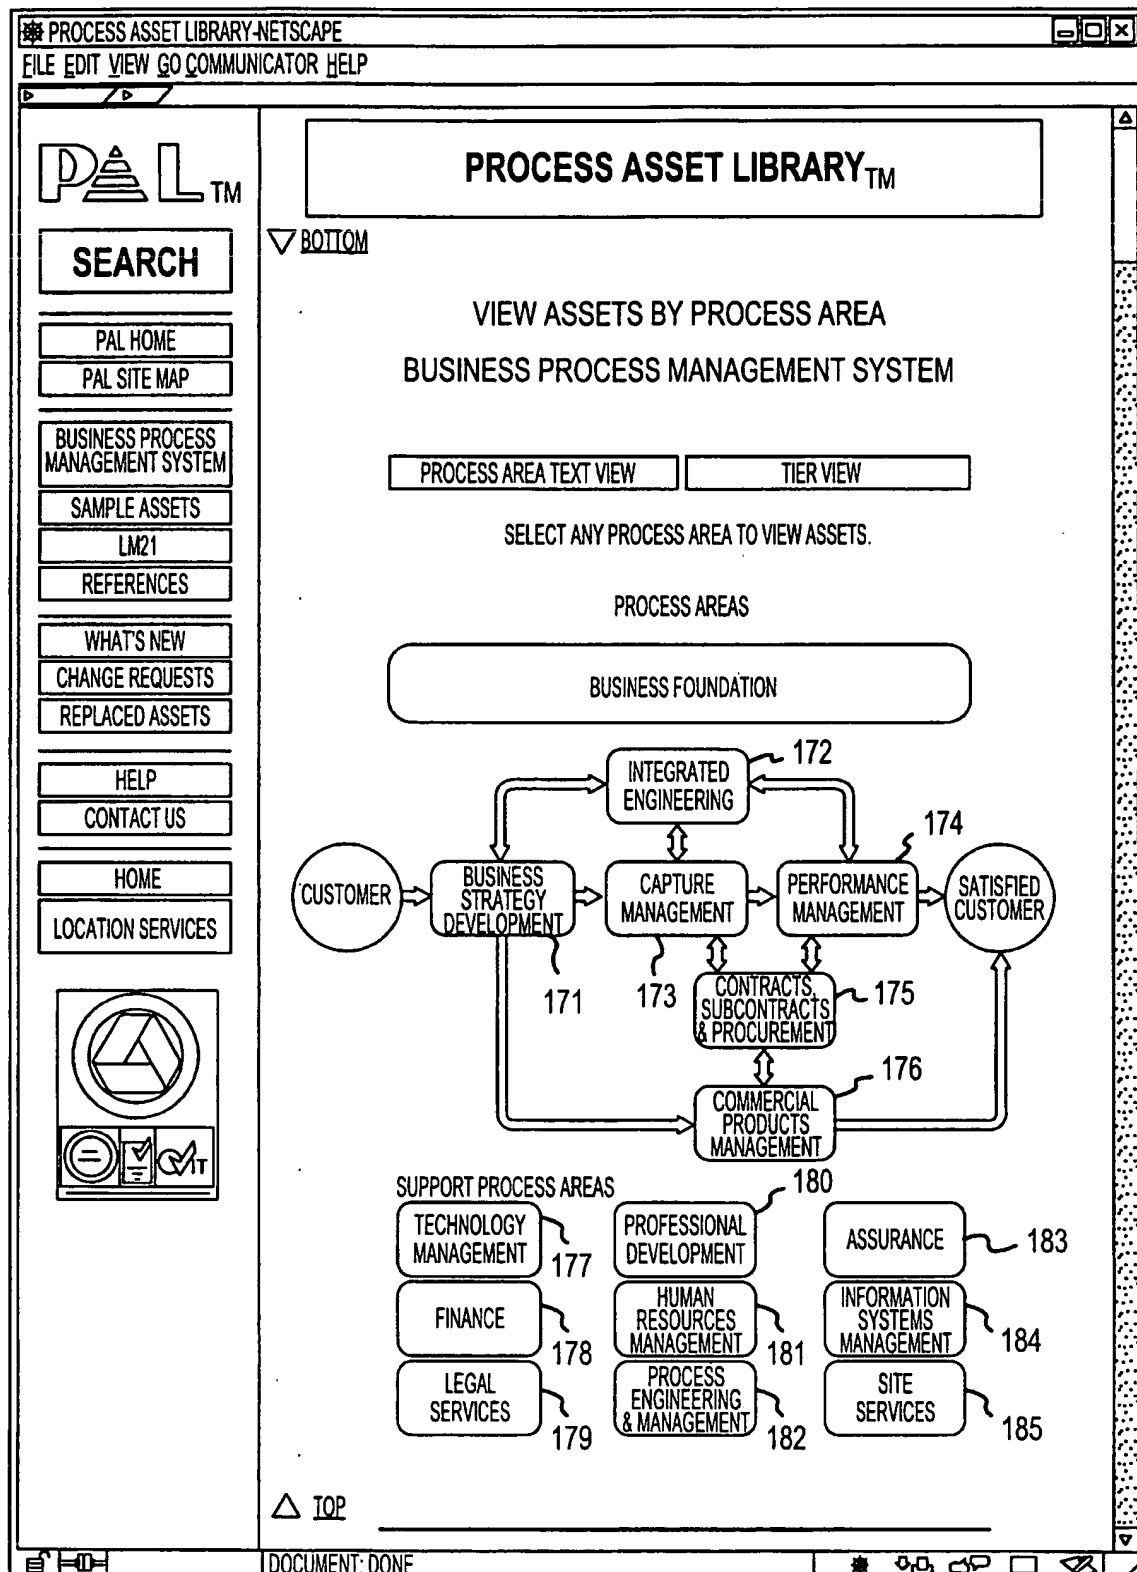 PROCESS ASSET LIBRARY-NETSCAPE
FILE EDIT VIEW GO COMMUNICATOR HELP
PAL TM
SEARCH
PAL HOME
PAL SITE MAP
BUSINESS PROCESS
MANAGEMENT SYSTEM
SAMPLE ASSETS
LM21
REFERENCES
WHAT'S NEW
CHANGE REQUESTS
REPLACED ASSETS
HELP
CONTACT US
HOME
LOCATION SERVICES
IT
PROCESS ASSET LIBRARY TM
BOTTOM
VIEW ASSETS BY PROCESS AREA
BUSINESS PROCESS MANAGEMENT SYSTEM
PROCESS AREA TEXT VIEW
TIER VIEW
SELECT ANY PROCESS AREA TO VIEW ASSETS.
PROCESS AREAS
BUSINESS FOUNDATION
INTEGRATED
ENGINEERING
172
CUSTOMER
BUSINESS
STRATEGY
DEVELOPMENT
171
CAPTURE
MANAGEMENT
173
PERFORMANCE
MANAGEMENT
174
SATISFIED
CUSTOMER
CONTRACTS,
SUBCONTRACTS
& PROCUREMENT
175
COMMERCIAL
PRODUCTS
MANAGEMENT
176
SUPPORT PROCESS AREAS
TECHNOLOGY
MANAGEMENT
177
PROFESSIONAL
DEVELOPMENT
180
ASSURANCE
183
FINANCE
178
HUMAN
RESOURCES
MANAGEMENT
181
INFORMATION
SYSTEMS
MANAGEMENT
184
LEGAL
SERVICES
179
PROCESS
ENGINEERING
& MANAGEMENT
182
SITE
SERVICES
185
TOP
DOCUMENT: DONE